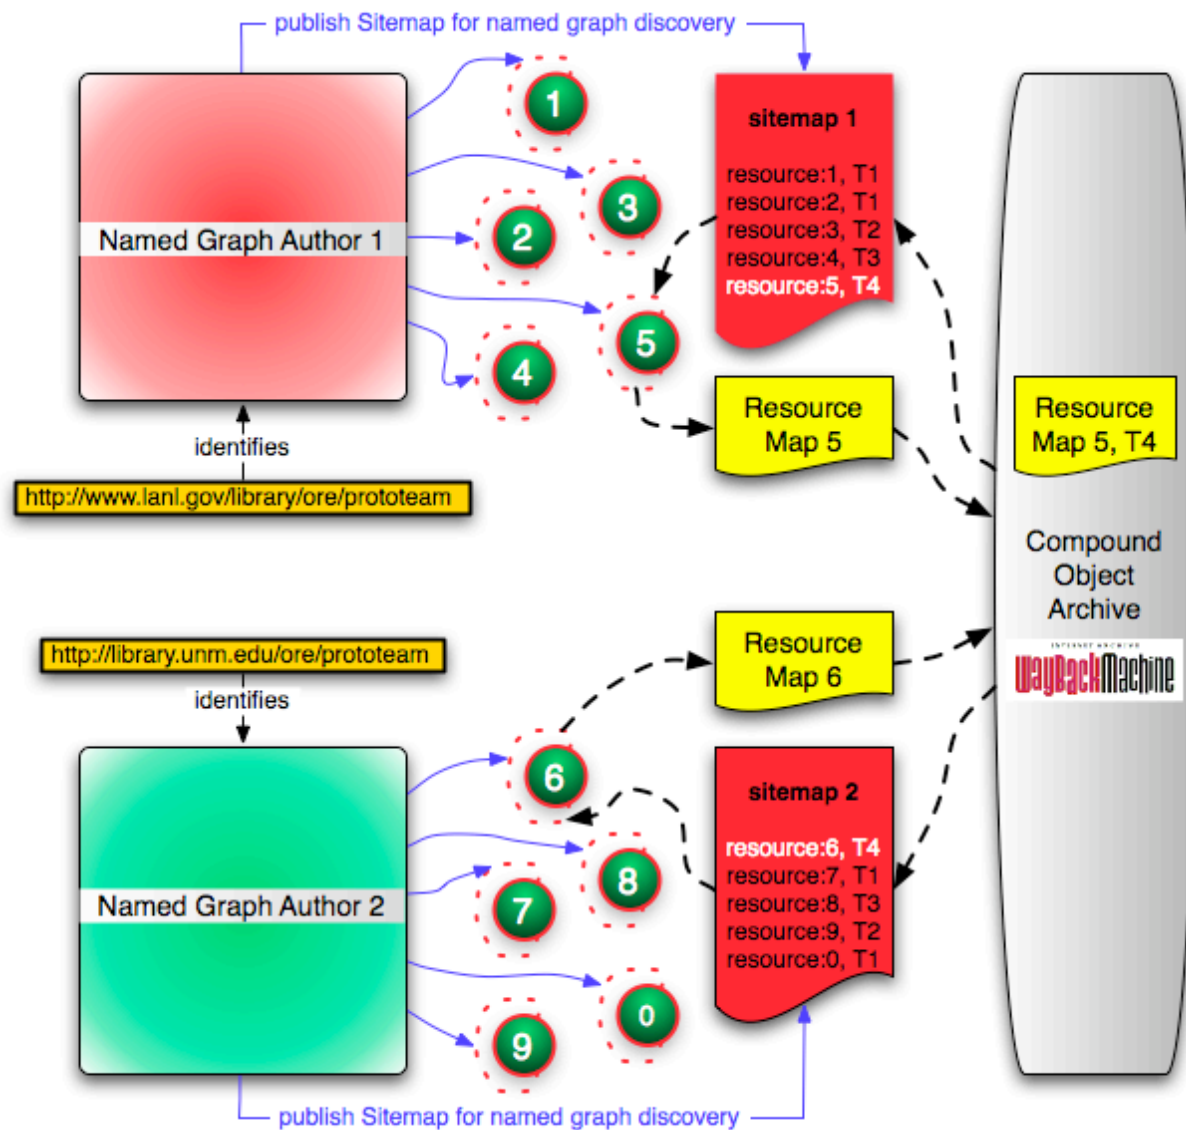 publish Sitemap for named graph discovery
1
sitemap 1
resource:1, T1
resource:2, T1
resource:3, T2
resource:4, T3
resource:5, T4
3
2
Named Graph Author 1
5
4
Resource
Map 5
Resource
Map 5, T4
identifies
http://www.lanl.gov/library/ore/prototeam
Compound
Object
Archive
INTERNET ARCHIVE
WayBackMachine
http://library.unm.edu/ore/prototeam
Resource
Map 6
identifies
6
sitemap 2
resource:6, T4
resource:7, T1
resource:8, T3
resource:9, T2
resource:0, T1
8
7
Named Graph Author 2
0
9
publish Sitemap for named graph discovery